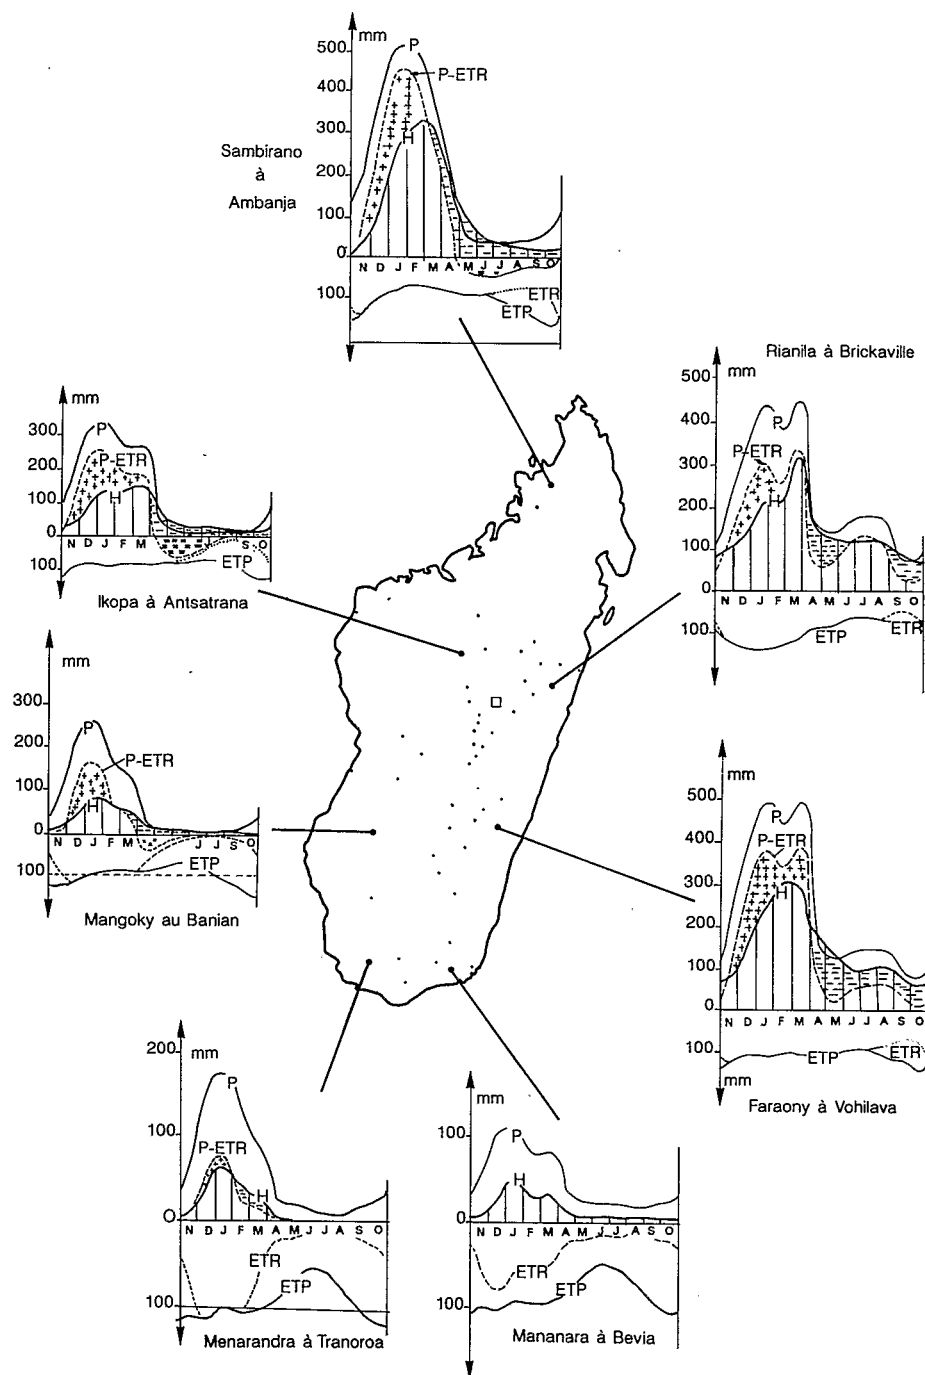 mm
500
P
P-ETR
400
300
H
200
100
0
N D J F M A M J J A S O
100
ETR
ETP
Sambirano
à
Ambanja
Rianila à Brickaville
mm
500
400
P
P-ETR
300
H
200
100
0
N D J F M A M J J A S O
100
ETP
ETR
mm
300
P
200
P-ETR
100
H
0
N D J F M
J
S O
100
ETP
Ikopa à Antsatrana
mm
300
P
200
P-ETR
100
H
0
N D J F M
J J S O
100
ETP
Mangoky au Banian
mm
500
P
400
P-ETR
300
H
200
100
0
N D J F M A M J J A S O
100
ETP
ETR
mm
Faraony à Vohilava
mm
200
P
100
P-ETR
H
0
N D J F M A M J J A S O
ETR
ETP
100
Menarandra à Tranoroa
mm
100
P
H
0
N D J F M A M J J A S O
ETR
ETP
100
Mananara à Bevia